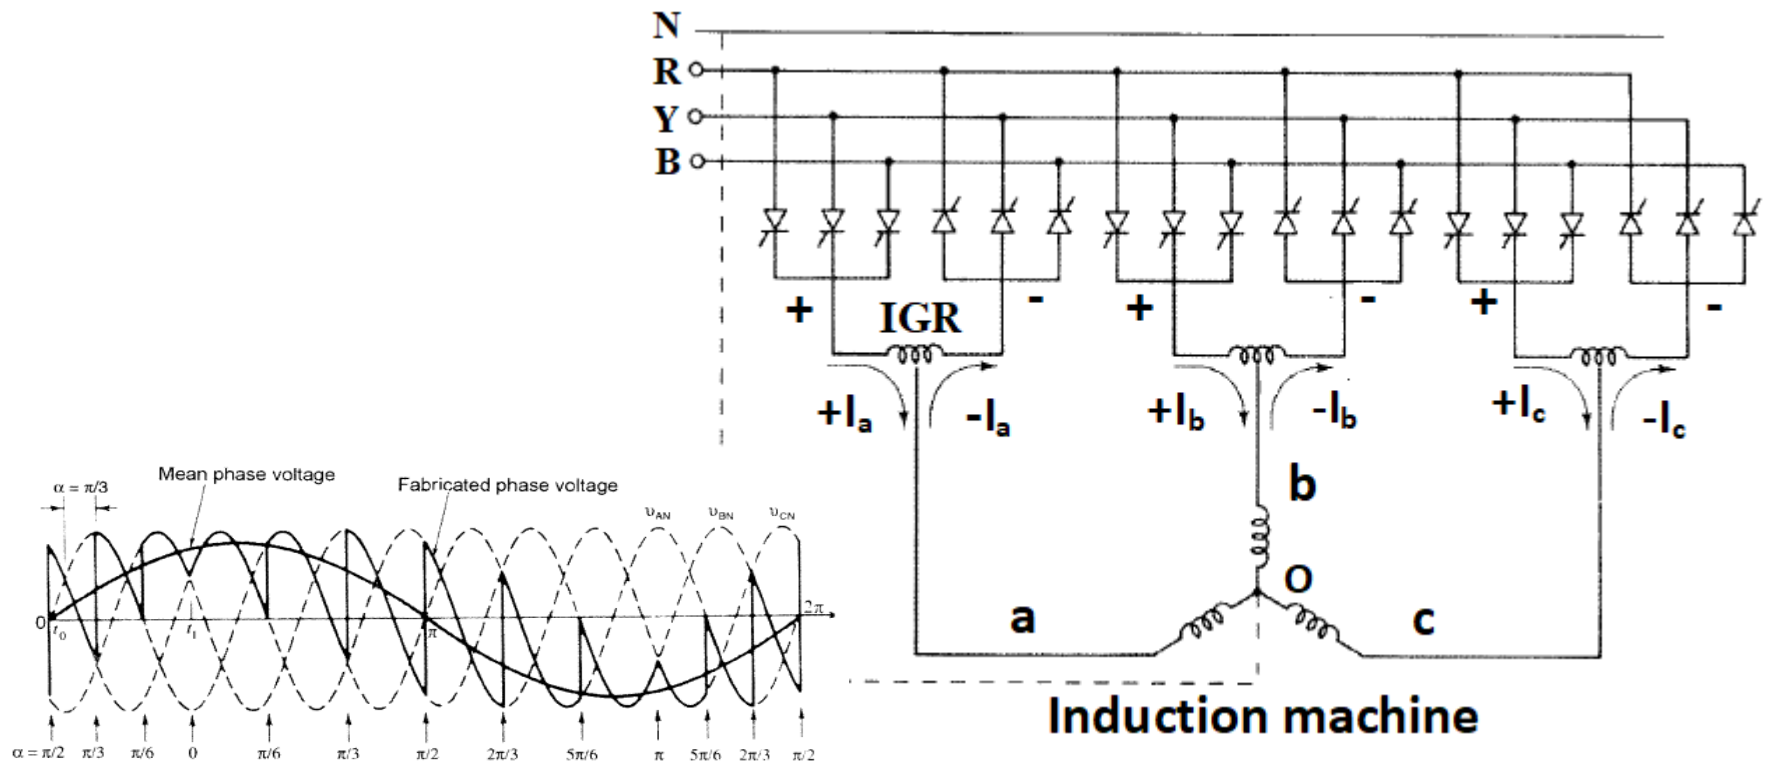 N
R
Y
B
+
-
+
-
+
-
IGR
+Ia
-Ia
+Ib
-Ib
+Ic
-Ic
b
O
a
c
Induction machine
Mean phase voltage
α = π/3
Fabricated phase voltage
υAN
υBN
υCN
0
t0
t1
π
2π
α = π/2 π/3 π/6 0 π/6 π/3 π/2 2π/3 5π/6 π 5π/6 2π/3 π/2